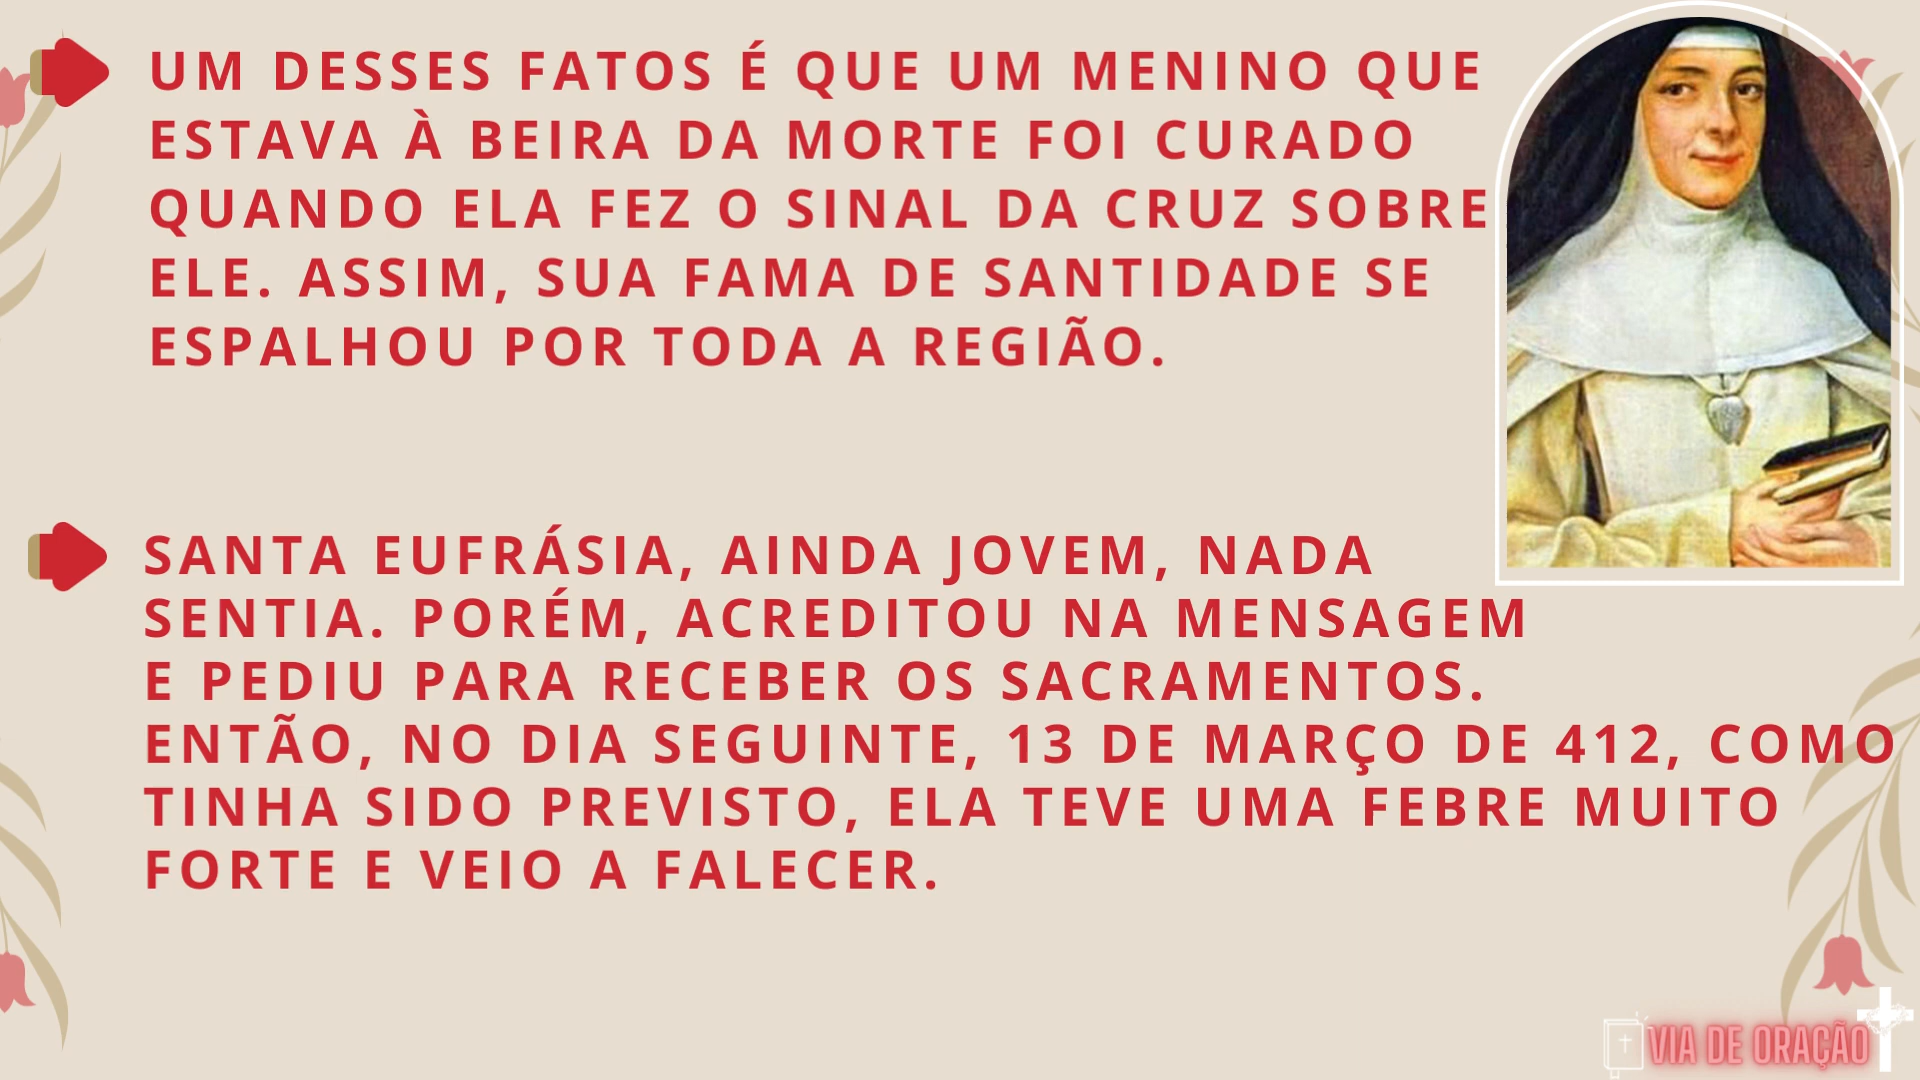 UM DESSES FATOS É QUE UM MENINO QUE
ESTAVA À BEIRA DA MORTE FOI CURADO
QUANDO ELA FEZ O SINAL DA CRUZ SOBRE
ELE. ASSIM, SUA FAMA DE SANTIDADE SE
ESPALHOU POR TODA A REGIÃO.
SANTA EUFRÁSIA, AINDA JOVEM, NADA
SENTIA. PORÉM, ACREDITOU NA MENSAGEM
E PEDIU PARA RECEBER OS SACRAMENTOS.
ENTÃO, NO DIA SEGUINTE, 13 DE MARÇO DE 412, COMO
TINHA SIDO PREVISTO, ELA TEVE UMA FEBRE MUITO
FORTE E VEIO A FALECER.
VIA DE ORAÇÃO